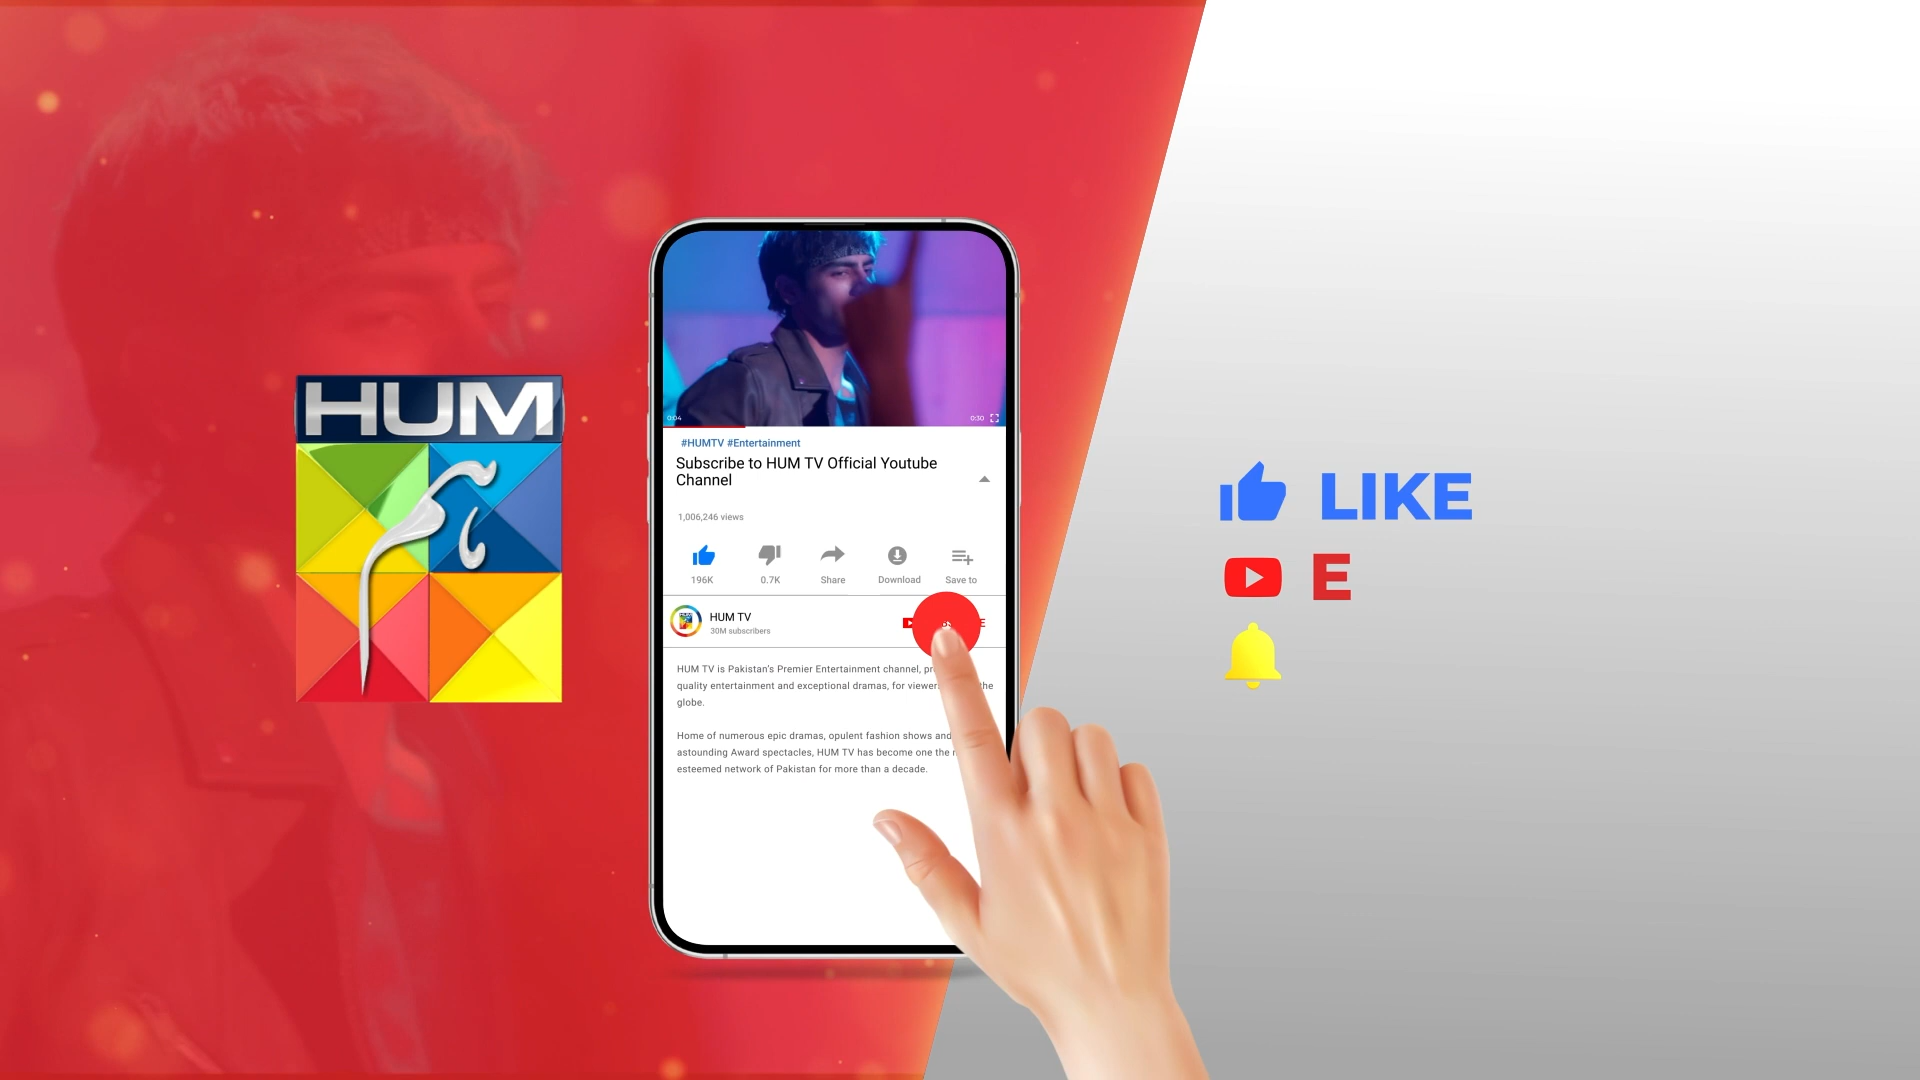 HUM
ہم
0:04
0:30
#HUMTV #Entertainment
Subscribe to HUM TV Official Youtube
Channel
1,006,246 views
196K
0.7K
Share
Download
Save to
HUM TV
30M subscribers
E
HUM TV is Pakistan's Premier Entertainment channel,
quality entertainment and exceptional dramas, for the
globe.
Home of numerous epic dramas, opulent fashion shows and
astounding Award spectacles, HUM TV has become one the
esteemed network of Pakistan for more than a decade.
LIKE
E